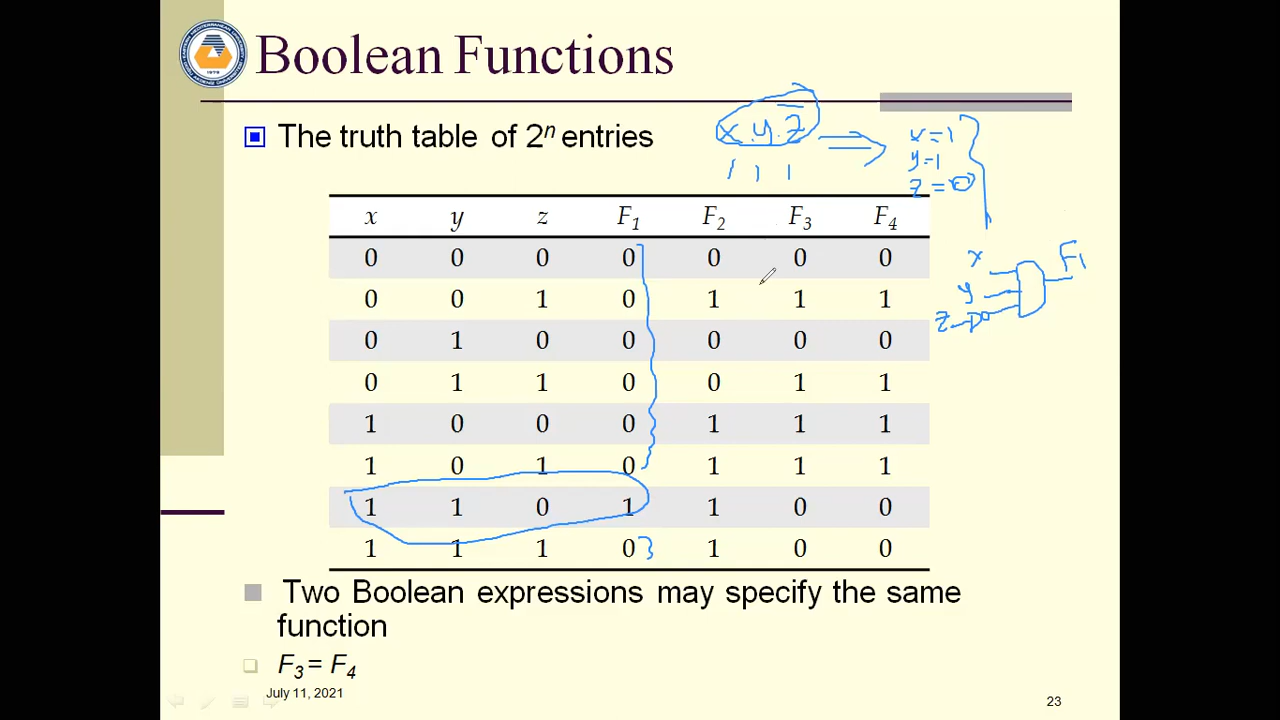 Boolean Functions
The truth table of 2ⁿ entries
x y z̅
1 1 1
x=1
y=1
z=0
x y z F₁ F₂ F₃ F₄
0 0 0 0 0 0 0
0 0 1 0 1 1 1
0 1 0 0 0 0 0
0 1 1 0 0 1 1
1 0 0 0 1 1 1
1 0 1 0 1 1 1
1 1 0 1 1 0 0
1 1 1 0 1 0 0
x
y
z
F₁
Two Boolean expressions may specify the same
function
F₃ = F₄
July 11, 2021
23